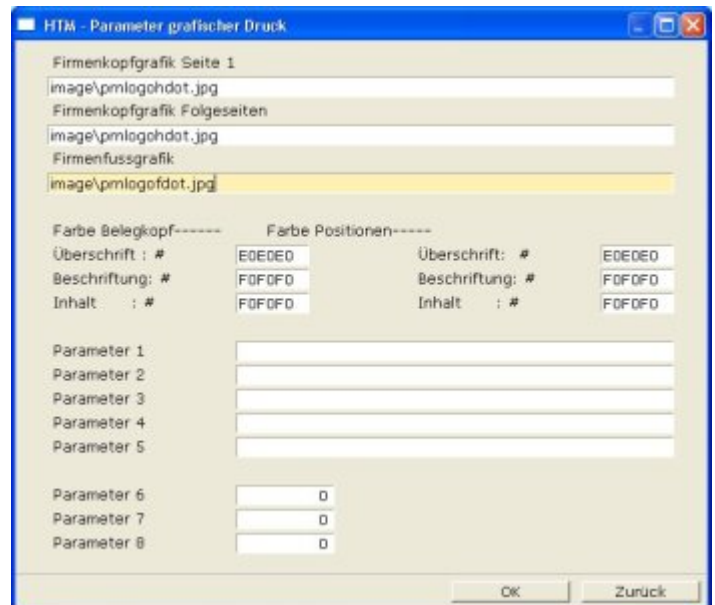 HTM - Parameter grafischer Druck
Firmenkopfgrafik Seite 1
image\pmlogohdot.jpg
Firmenkopfgrafik Folgeseiten
image\pmlogohdot.jpg
Firmenfussgrafik
image\pmlogofdot.jpg
Farbe Belegkopf------ Farbe Positionen-----
Überschrift : # E0E0E0 Überschrift: # E0E0E0
Beschriftung: # F0F0F0 Beschriftung: # F0F0F0
Inhalt : # F0F0F0 Inhalt : # F0F0F0
Parameter 1
Parameter 2
Parameter 3
Parameter 4
Parameter 5
Parameter 6 0
Parameter 7 0
Parameter 8 0
OK Zurück